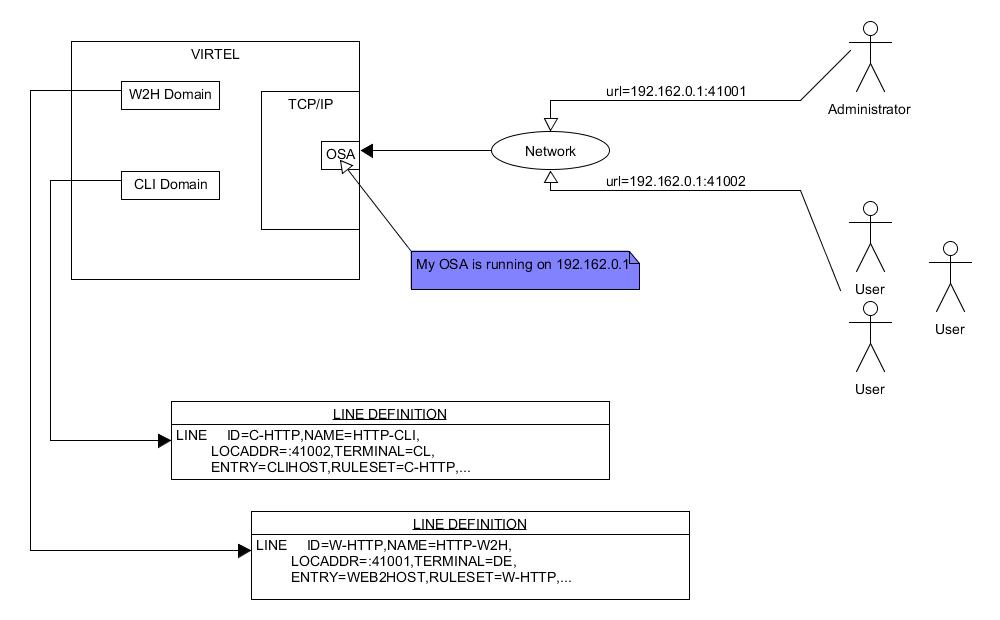 VIRTEL
W2H Domain
TCP/IP
OSA
CLI Domain
Network
url=192.162.0.1:41001
Administrator
url=192.162.0.1:41002
User
User
User
My OSA is running on 192.162.0.1
LINE DEFINITION
LINE ID=C-HTTP,NAME=HTTP-CLI,
LOCADDR=:41002,TERMINAL=CL,
ENTRY=CLIHOST,RULESET=C-HTTP,...
LINE DEFINITION
LINE ID=W-HTTP,NAME=HTTP-W2H,
LOCADDR=:41001,TERMINAL=DE,
ENTRY=WEB2HOST,RULESET=W-HTTP,...